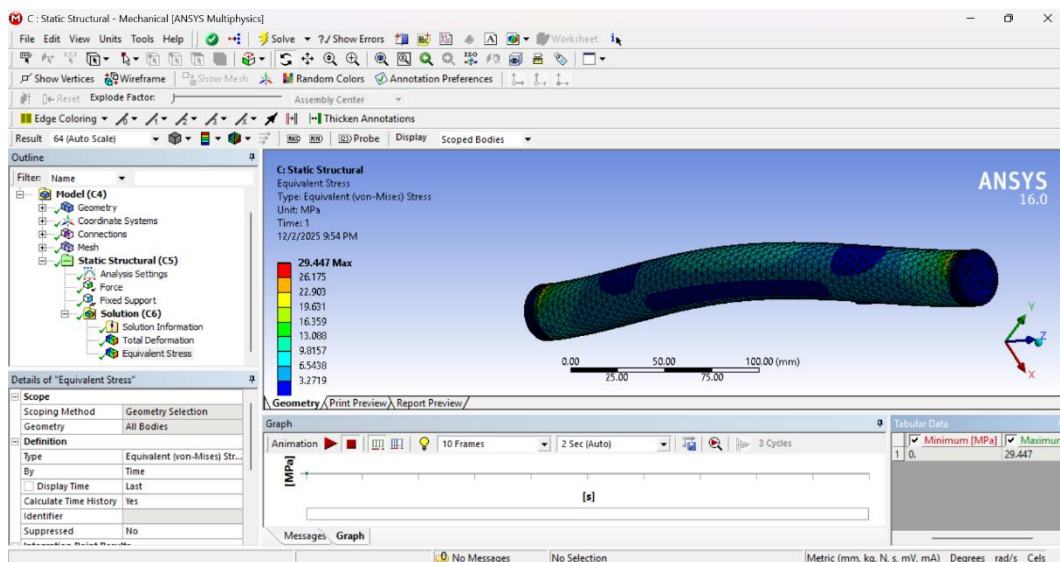 C : Static Structural - Mechanical [ANSYS Multiphysics]
File Edit View Units Tools Help Solve ?/ Show Errors Worksheet
Show Vertices Wireframe Show Mesh Random Colors Annotation Preferences
Reset Explode Factor: Assembly Center
Edge Coloring Thicken Annotations
Result 64 (Auto Scale) Probe Display Scoped Bodies
Outline
Filter: Name
Model (C4)
Geometry
Coordinate Systems
Connections
Mesh
Static Structural (C5)
Analysis Settings
Force
Fixed Support
Solution (C6)
Solution Information
Total Deformation
Equivalent Stress
Details of "Equivalent Stress"
Scope
Scoping Method Geometry Selection
Geometry All Bodies
Definition
Type Equivalent (von-Mises) Str...
By Time
Display Time Last
Calculate Time History Yes
Identifier
Suppressed No
Integration Point Results
C: Static Structural
Equivalent Stress
Type: Equivalent (von-Mises) Stress
Unit: MPa
Time: 1
12/2/2025 9:54 PM
29.447 Max
26.175
22.903
19.631
16.359
13.088
9.8157
6.5438
3.2719
ANSYS
16.0
Y
Z
X
0.00 50.00 100.00 (mm)
25.00 75.00
Geometry Print Preview Report Preview
Graph
Animation 10 Frames 2 Sec (Auto) 3 Cycles
[MPa]
[s]
Messages Graph
Tabular Data
Minimum [MPa] Maximum
1 0. 29.447
0 No Messages No Selection Metric (mm, kg, N, s, mV, mA) Degrees rad/s Cels